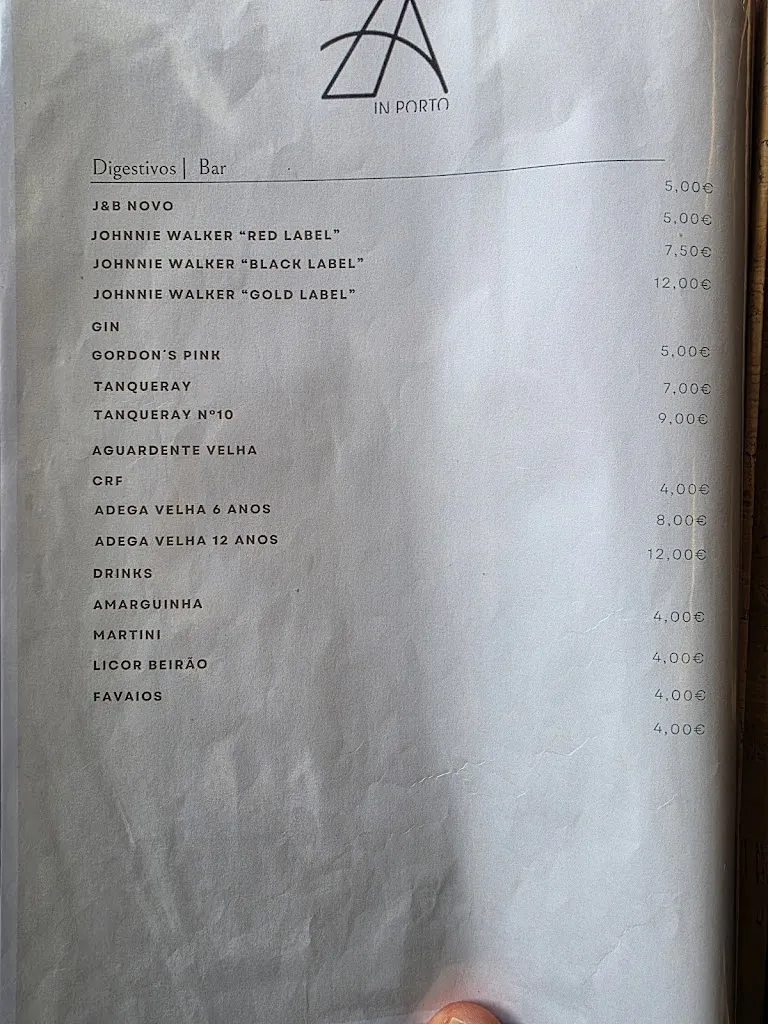 IN PORTO
Digestivos | Bar
J&B NOVO 5,00€
JOHNNIE WALKER “RED LABEL” 5,00€
JOHNNIE WALKER “BLACK LABEL” 7,50€
JOHNNIE WALKER “GOLD LABEL” 12,00€
GIN
GORDON'S PINK 5,00€
TANQUERAY 7,00€
TANQUERAY Nº10 9,00€
AGUARDENTE VELHA
CRF 4,00€
ADEGA VELHA 6 ANOS 8,00€
ADEGA VELHA 12 ANOS 12,00€
DRINKS
AMARGUINHA 4,00€
MARTINI 4,00€
LICOR BEIRÃO 4,00€
FAVAIOS 4,00€